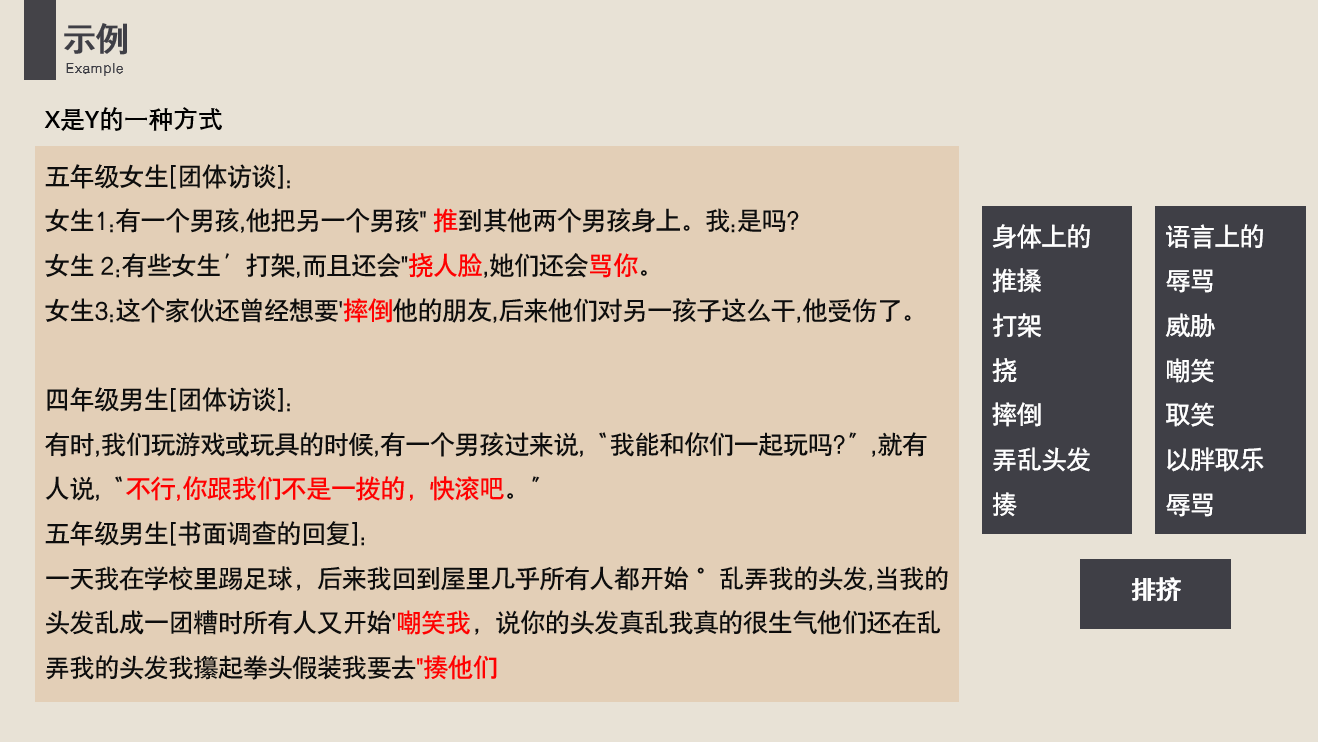 示例
Example
X是Y的一种方式
五年级女生[团体访谈]:
女生1:有一个男孩,他把另一个男孩" 推到其他两个男孩身上。我:是吗?
女生 2:有些女生′ 打架,而且还会"挠人脸,她们还会骂你。
女生3:这个家伙还曾经想要'摔倒他的朋友,后来他们对另一孩子这么干,他受伤了。
四年级男生[团体访谈]:
有时,我们玩游戏或玩具的时候,有一个男孩过来说,〝我能和你们一起玩吗?〞,就有
人说,〝不行,你跟我们不是一拨的，快滚吧。〞
五年级男生[书面调查的回复]:
一天我在学校里踢足球，后来我回到屋里几乎所有人都开始 ° 乱弄我的头发,当我的
头发乱成一团糟时所有人又开始'嘲笑我，说你的头发真乱我真的很生气他们还在乱
弄我的头发我攥起拳头假装我要去"揍他们
身体上的
推搡
打架
挠
摔倒
弄乱头发
揍
语言上的
辱骂
威胁
嘲笑
取笑
以胖取乐
辱骂
排挤